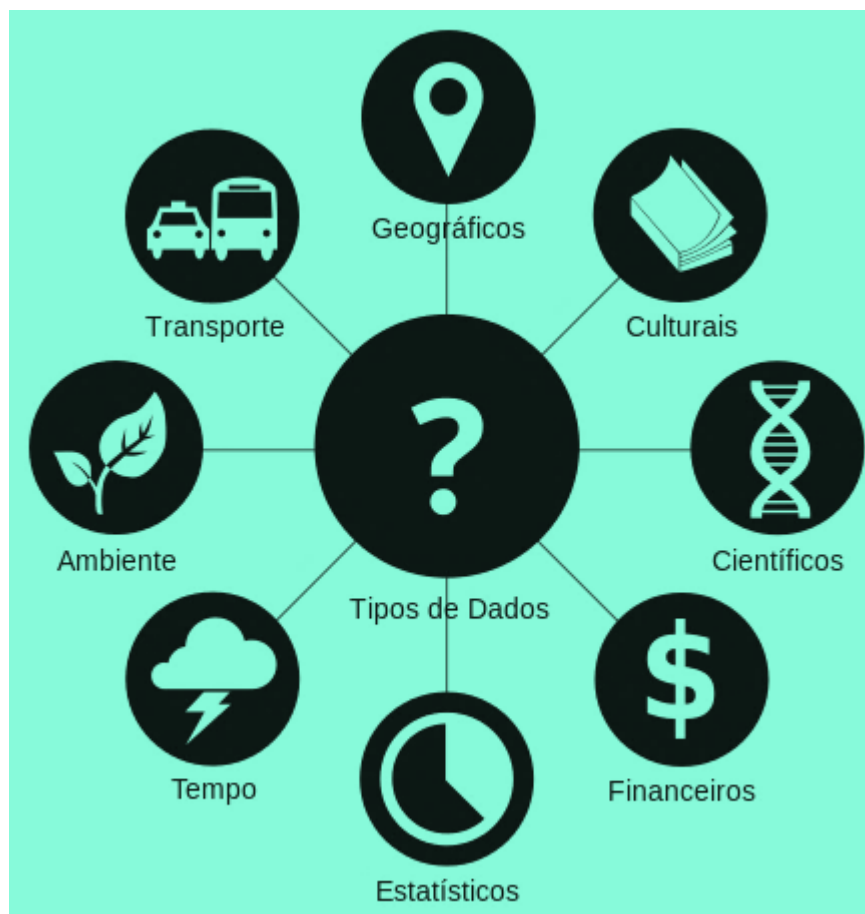 Geográficos
Transporte
Culturais
?
Ambiente
Científicos
Tipos de Dados
$
Tempo
Financeiros
Estatísticos